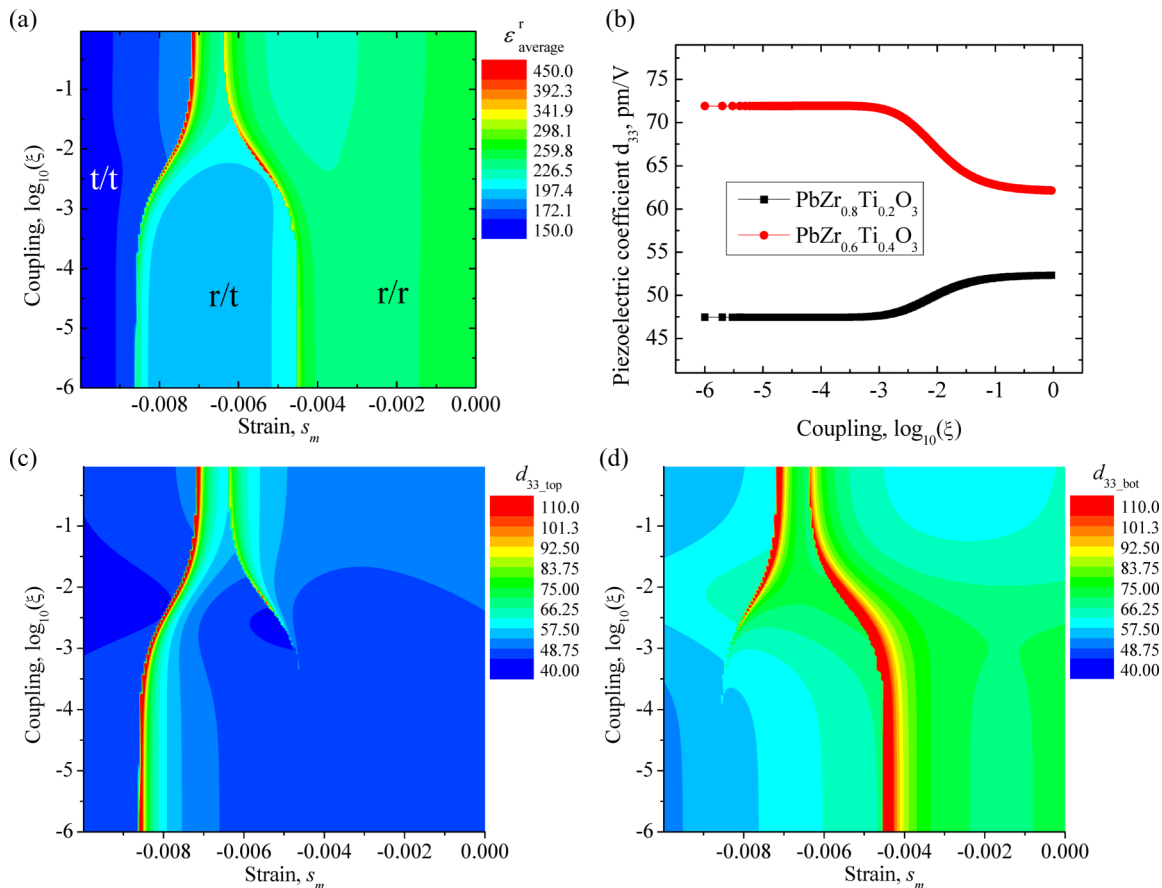 (a)
ε^r_average
450.0
392.3
341.9
298.1
259.8
226.5
197.4
172.1
150.0
-1
-2
-3
-4
-5
-6
Coupling, log₁₀(ξ)
t/t
r/t
r/r
-0.008 -0.006 -0.004 -0.002 0.000
Strain, s_m
(b)
75
70
65
60
55
50
45
Piezoelectric coefficient d₃₃, pm/V
PbZr₀.₈Ti₀.₂O₃
PbZr₀.₆Ti₀.₄O₃
-6 -5 -4 -3 -2 -1 0
Coupling, log₁₀(ξ)
(c)
d₃₃_top
110.0
101.3
92.50
83.75
75.00
66.25
57.50
48.75
40.00
-1
-2
-3
-4
-5
-6
Coupling, log₁₀(ξ)
-0.008 -0.006 -0.004 -0.002 0.000
Strain, s_m
(d)
d₃₃_bot
110.0
101.3
92.50
83.75
75.00
66.25
57.50
48.75
40.00
-1
-2
-3
-4
-5
-6
Coupling, log₁₀(ξ)
-0.008 -0.006 -0.004 -0.002 0.000
Strain, s_m